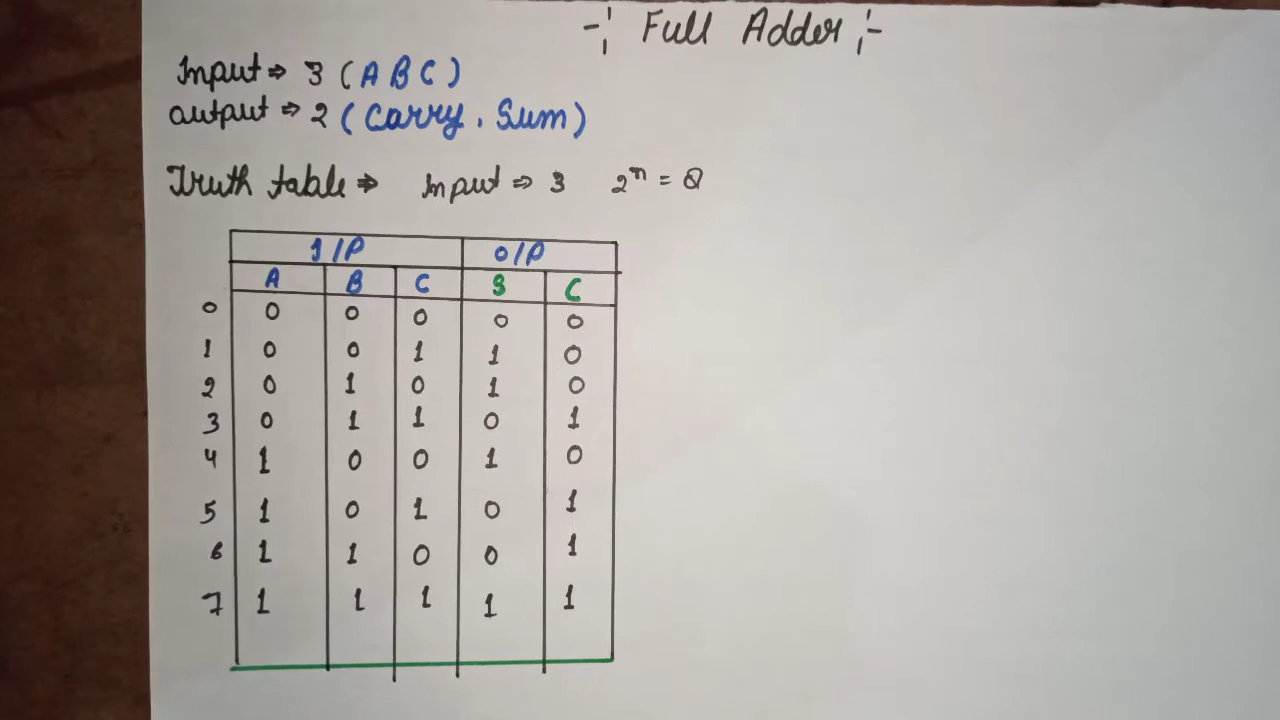 -¦ Full Adder ¦-
Input ⇒ 3 (A B C)
output ⇒ 2 (Carry. Sum)
Truth table ⇒ Input ⇒ 3 2ⁿ = 8
I/P O/P
A B C S C
0 0 0 0 0 0
1 0 0 1 1 0
2 0 1 0 1 0
3 0 1 1 0 1
4 1 0 0 1 0
5 1 0 1 0 1
6 1 1 0 0 1
7 1 1 1 1 1